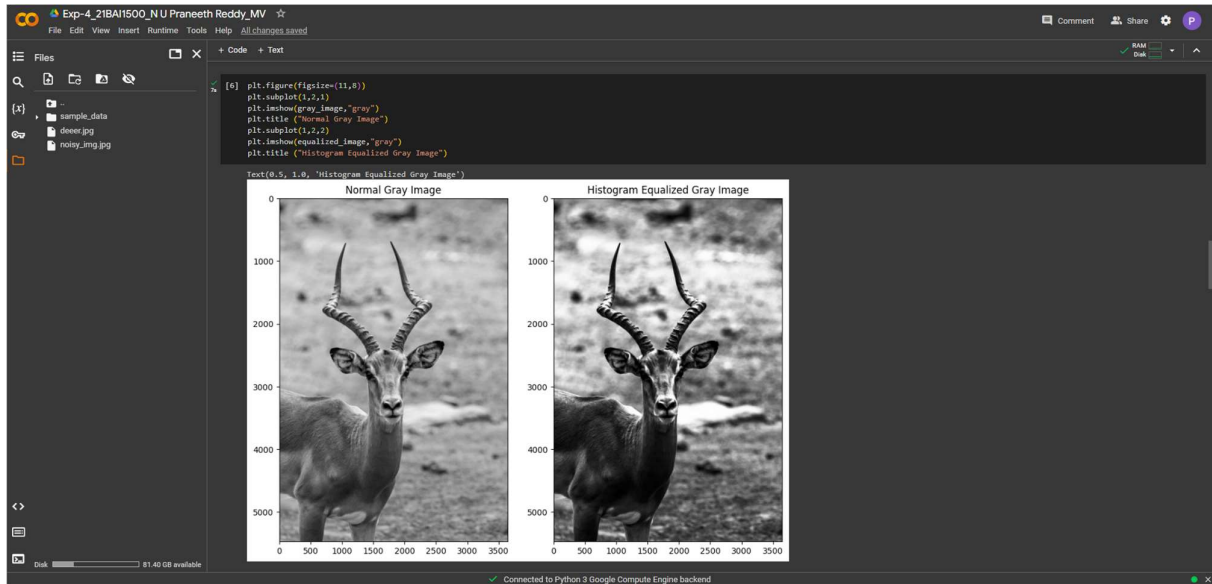 Exp-4_21BAI1500_N U Praneeth Reddy_MV
File Edit View Insert Runtime Tools Help All changes saved
Comment Share P
Files
+ Code + Text
RAM
Disk
{x}
..
sample_data
deeer.jpg
noisy_img.jpg
7s
[6] plt.figure(figsize=(11,8))
plt.subplot(1,2,1)
plt.imshow(gray_image,"gray")
plt.title ("Normal Gray Image")
plt.subplot(1,2,2)
plt.imshow(equalized_image,"gray")
plt.title ("Histogram Equalized Gray Image")
Text(0.5, 1.0, 'Histogram Equalized Gray Image')
Normal Gray Image
0
1000
2000
3000
4000
5000
0 500 1000 1500 2000 2500 3000 3500
Histogram Equalized Gray Image
0
1000
2000
3000
4000
5000
0 500 1000 1500 2000 2500 3000 3500
<>
Disk 81.40 GB available
Connected to Python 3 Google Compute Engine backend